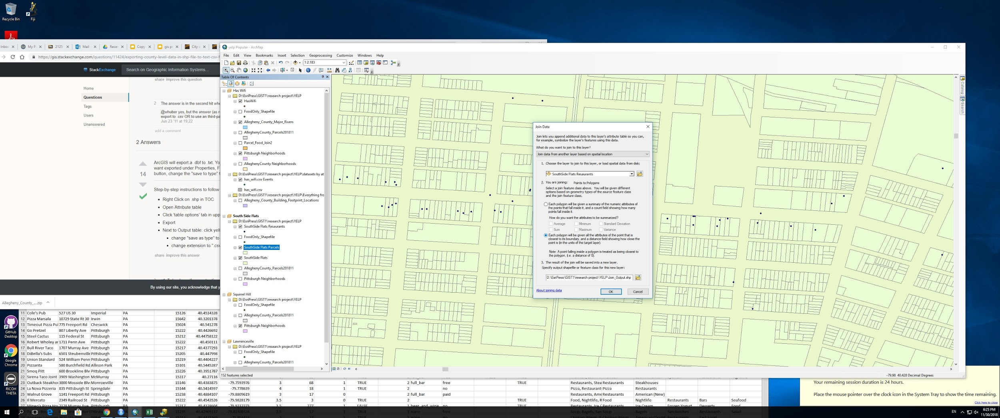 Recycle Bin
Fiji
Inbox
My P
2125
Mail
Recen
Copy
gis pr
City o
https://gis.stackexchange.com/questions/11424/exporting-county-level-data-in-shp-file-to-text-csv-f
StackExchange
Search on Geographic Information Systems...
share improve this question
Home
Questions
Tags
Users
Unanswered
2 The answer is in the second hit whe
@whuber yes, but the answer (as r
export to .csv OR to use an third-pa
Jun 23 '11 at 19:22
add a comment
2 Answers
14
ArcGIS will export a .dbf to .txt. Yo
want exported under Properties, F
button, change the "save to type" t
Step-by-step instructions to follow
Right Click on .shp in TOC
Open Attribute table
Click 'table options' tab in upp
Export
Next to Output table: click yell
change "save as type" to
change extension to ".csv
share improve this answer
By using our site, you acknowledge that y
Allegheny_County_....zip
yelp Popular - ArcMap
File Edit View Bookmarks Insert Selection Geoprocessing Customize Windows Help
1:2,183
Table Of Contents
Has Wifi
D:\EsriPress\GIST1\research project\YELP
HasWifi
FoodOnly_Shapefile
Allegheny_County_Major_Rivers
AlleghenyCounty_Parcels201811
Parcel_Food_Join2
Pittsburgh Neighborhoods
AlleghenyCounty Neighborhoods
D:\EsriPress\GIST1\research project\YELP\datasets by at
has_wifi.csv Events
has_wifi.csv
D:\EsriPress\GIST1\research project\YELP\Everything fro
Allegheny_County_Building_Footprint_Locations
South Side Flats
D:\EsriPress\GIST1\research project\YELP
SouthSide Flats Resaurants
FoodOnly_Shapefile
SouthSide Flats Parcels
SouthSide Flats
AlleghenyCounty_Parcels201811
Pittsburgh Neighborhoods
Squirrel Hill
D:\EsriPress\GIST1\research project\YELP
FoodOnly_Shapefile
AlleghenyCounty_Parcels201811
Pittsburgh Neighborhoods
Lawrenceville
D:\EsriPress\GIST1\research project\YELP
FoodOnly_Shapefile
AlleghenyCounty_Parcels201811
152 features selected
-79.98 40.428 Decimal Degrees
Catalog
Search
Join Data
Join lets you append additional data to this layer's attribute table so you can,
for example, symbolize the layer's features using this data.
What do you want to join to this layer?
Join data from another layer based on spatial location
1. Choose the layer to join to this layer, or load spatial data from disk:
SouthSide Flats Resaurants
2. You are joining: Points to Polygons
Select a join feature class above. You will be given different
options based on geometry types of the source feature class
and the join feature class.
Each polygon will be given a summary of the numeric attributes of
the points that fall inside it, and a count field showing how many
points fall inside it.
How do you want the attributes to be summarized?
Average Minimum Standard Deviation
Sum Maximum Variance
Each polygon will be given all the attributes of the point that is
closest to its boundary, and a distance field showing how close the
point is (in the units of the target layer).
Note: A point falling inside a polygon is treated as being closest to
the polygon, (i.e. a distance of 0).
3. The result of the join will be saved into a new layer.
Specify output shapefile or feature class for this new layer:
D:\EsriPress\GIST1\research project\YELP\Join_Output.shp
About joining data
OK
Cancel
GitHub
Desktop
Google
Chrome
RICOH
THETA
11 Cole's Pub 527 US 30 Imperial PA 15126 40.4514328
12 Pizza Marsala 10729 State Rt 30 Irwin PA 15642 40.3201378
13 Timeout Pizza Pu 775 Freeport Rd Cheswick PA 15024 40.541278
14 Go Pretzel 807 Liberty Ave Pittsburgh PA 15222 40.4426692
15 Steel Cactus 115 Federal St Pittsburgh PA 15212 40.44758122
16 Robert Wholey ar 1711 Penn Ave Pittsburgh PA 15222 40.450111
17 Bull River Taco 1707 Murray Ave Pittsburgh PA 15217 40.4377293
18 DiBella's Subs 6501 Steubenville Pittsburgh PA 15205 40.447998
19 Union Standard 524 William Penn Pittsburgh PA 15219 40.4404227
20 Pizzarita 580 Burchfield Rd Allison Park PA 15101 40.5445287
21 Smoq Pitt 600 Brookline Blv Pittsburgh PA 15226 40.3951787
22 Sirena Taco Joint 3909 Washington McMurray PA 15317 40.27116
23 Outback Steakhou 3000 Mosside Blv Monroeville PA 15146 40.4383875 -79.7593976 3 68 1 TRUE 2 full_bar free TRUE Restaurants, Stea Restaurants Steakhouses
24 La Nova Pizzeria 835 Pittsburgh St Springdale PA 15144 40.5414597 -79.778639 4 18 1 TRUE 2 no Pizza, Restaurant Pizza Restaurants
25 Walnut Grove 1141 Freeport Rd Pittsburgh PA 15238 40.4884107 -79.8809619 3 17 0 2 full_bar paid Restaurants, Ame Restaurants American (New)
26 Il Mercato 2349 Railroad St Pittsburgh PA 15222 40.4543526 -79.9828179 3.5 3 0 TRUE 2 TRUE Food, Nightlife, R Food Nightlife Restaurants Bars Seafood
Your remaining session duration is 24 hours.
Place the mouse pointer over the clock icon in the System Tray to show the time remaining.
Click here to close
EN
6:25 PM
11/30/2018